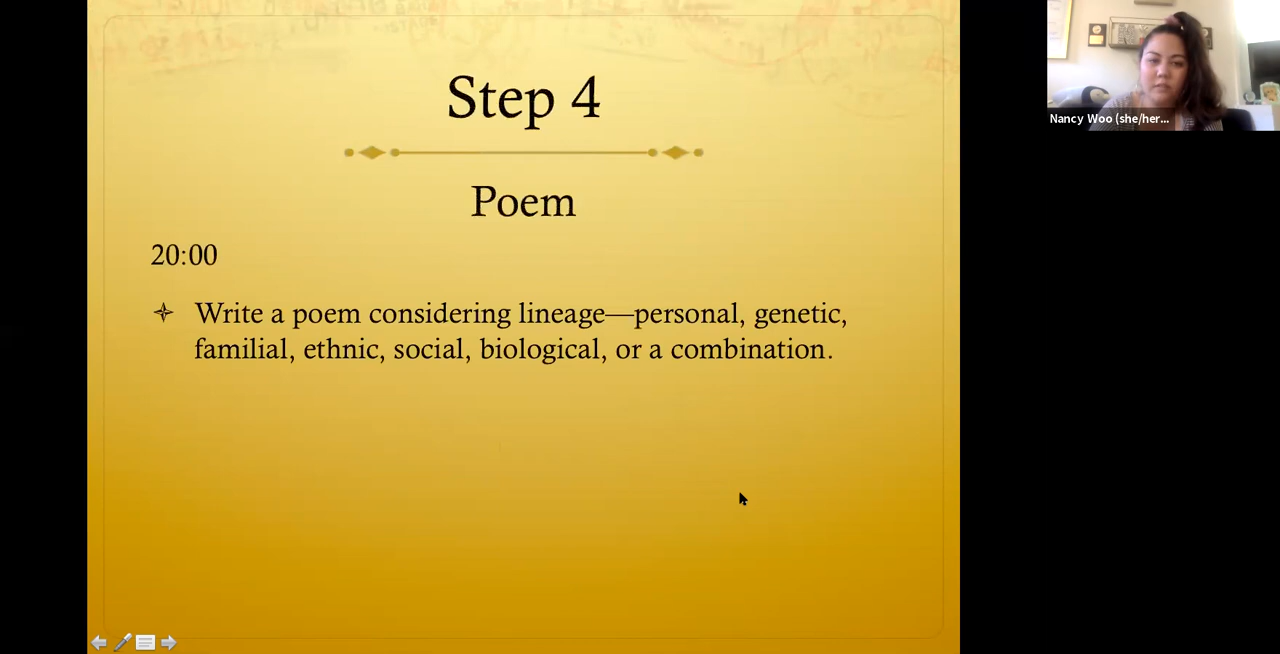 Step 4
Poem
20:00
Write a poem considering lineage—personal, genetic,
familial, ethnic, social, biological, or a combination.
Nancy Woo (she/her...